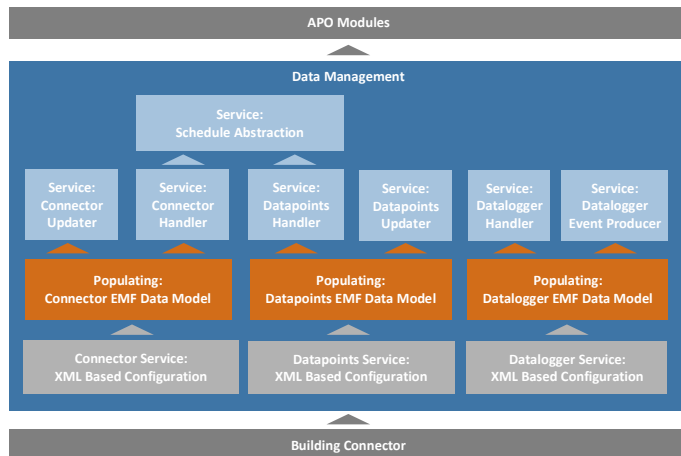 APO Modules
Data Management
Service:
Schedule Abstraction
Service:
Connector
Updater
Service:
Connector
Handler
Service:
Datapoints
Handler
Service:
Datapoints
Updater
Service:
Datalogger
Handler
Service:
Datalogger
Event Producer
Populating:
Connector EMF Data Model
Populating:
Datapoints EMF Data Model
Populating:
Datalogger EMF Data Model
Connector Service:
XML Based Configuration
Datapoints Service:
XML Based Configuration
Datalogger Service:
XML Based Configuration
Building Connector